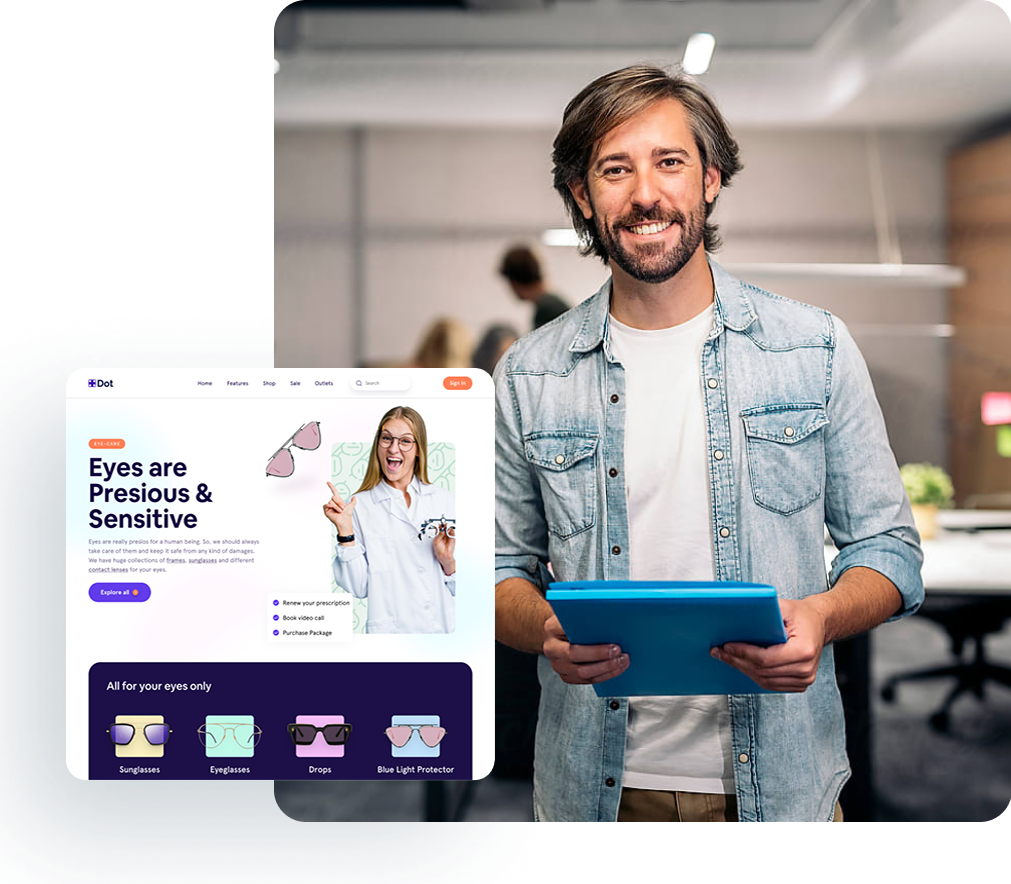 Dot
Home Features Shop Sale Outlets Search Sign In
EYE-CARE
Eyes are
Presious &
Sensitive
Eyes are really presios for a human being. So, we should always
take care of them and keep it safe from any kind of damages.
We have huge collections of frames, sunglasses and different
contact lenses for your eyes.
Explore all
Renew your prescription
Book video call
Purchase Package
All for your eyes only
Sunglasses Eyeglasses Drops Blue Light Protector